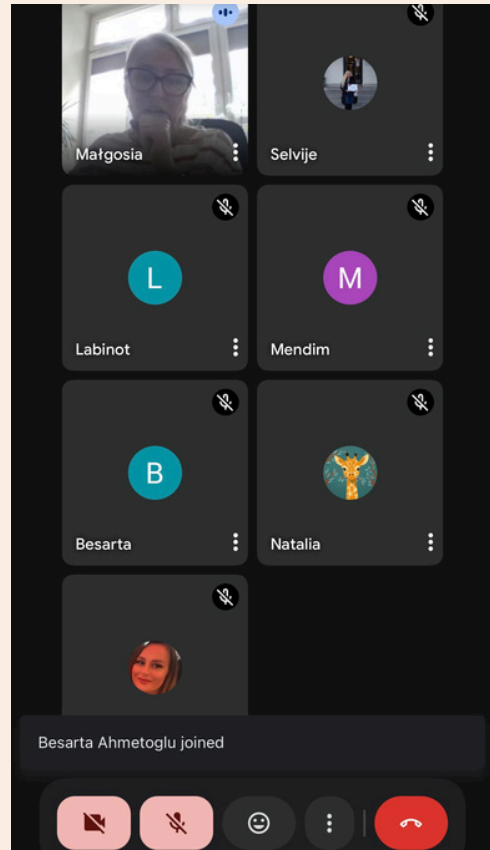 Małgosia
Selvije
L
Labinot
M
Mendim
B
Besarta
Natalia
Besarta Ahmetoglu joined